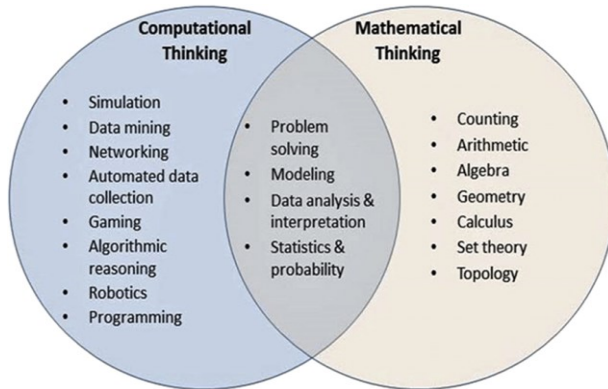 Computational
Thinking
• Simulation
• Data mining
• Networking
• Automated data
collection
• Gaming
• Algorithmic
reasoning
• Robotics
• Programming
• Problem
solving
• Modeling
• Data analysis &
interpretation
• Statistics &
probability
Mathematical
Thinking
• Counting
• Arithmetic
• Algebra
• Geometry
• Calculus
• Set theory
• Topology